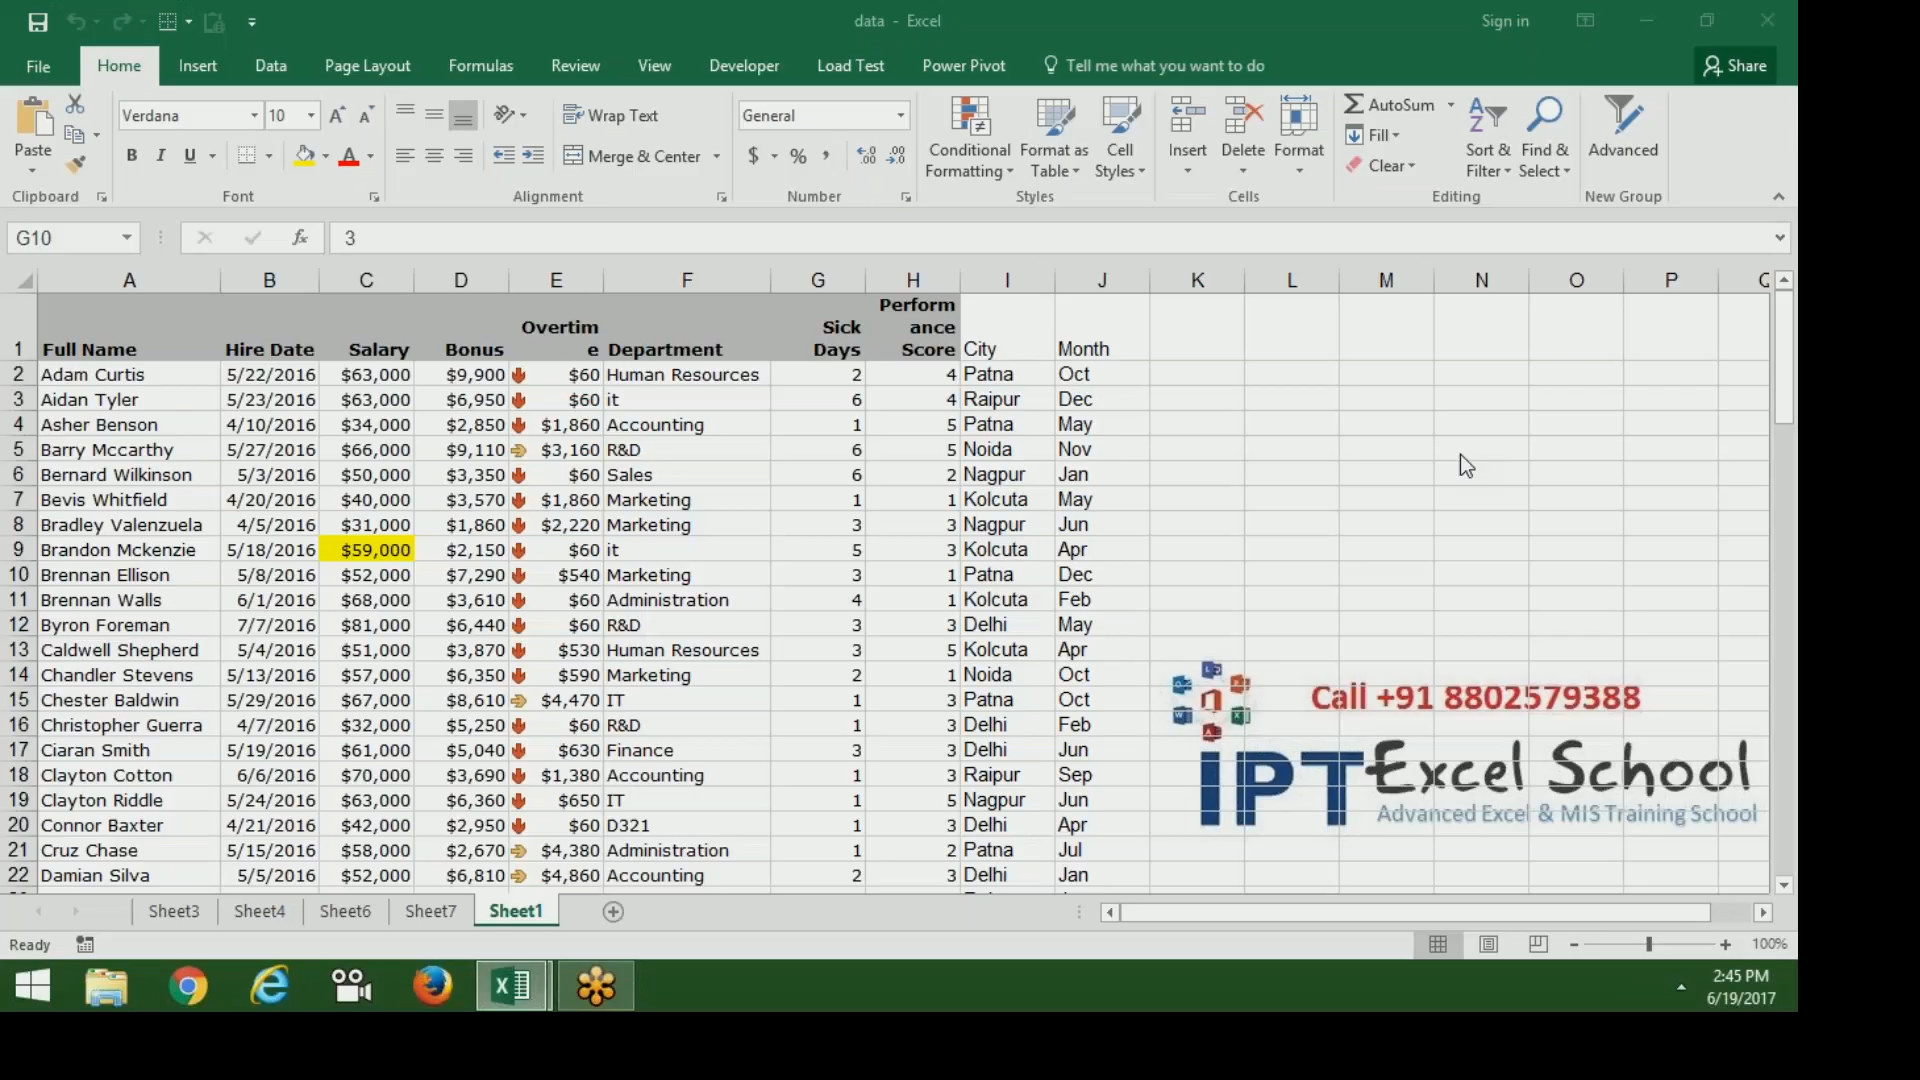 data - Excel
Sign in
File Home Insert Data Page Layout Formulas Review View Developer Load Test Power Pivot Tell me what you want to do Share
Paste
Verdana 10
B I U
A
Wrap Text
Merge & Center
General
$ % ,
Conditional Formatting
Format as Table
Cell Styles
Insert Delete Format
AutoSum
Fill
Clear
Sort & Filter
Find & Select
Advanced
Clipboard Font Alignment Number Styles Cells Editing New Group
G10 fx 3
A B C D E F G H I J K L M N O P
1 Full Name Hire Date Salary Bonus Overtime Department Sick Days Performance Score City Month
2 Adam Curtis 5/22/2016 $63,000 $9,900 $60 Human Resources 2 4 Patna Oct
3 Aidan Tyler 5/23/2016 $63,000 $6,950 $60 it 6 4 Raipur Dec
4 Asher Benson 4/10/2016 $34,000 $2,850 $1,860 Accounting 1 5 Patna May
5 Barry Mccarthy 5/27/2016 $66,000 $9,110 $3,160 R&D 6 5 Noida Nov
6 Bernard Wilkinson 5/3/2016 $50,000 $3,350 $60 Sales 6 2 Nagpur Jan
7 Bevis Whitfield 4/20/2016 $40,000 $3,570 $1,860 Marketing 1 1 Kolcuta May
8 Bradley Valenzuela 4/5/2016 $31,000 $1,860 $2,220 Marketing 3 3 Nagpur Jun
9 Brandon Mckenzie 5/18/2016 $59,000 $2,150 $60 it 5 3 Kolcuta Apr
10 Brennan Ellison 5/8/2016 $52,000 $7,290 $540 Marketing 3 1 Patna Dec
11 Brennan Walls 6/1/2016 $68,000 $3,610 $60 Administration 4 1 Kolcuta Feb
12 Byron Foreman 7/7/2016 $81,000 $6,440 $60 R&D 3 3 Delhi May
13 Caldwell Shepherd 5/4/2016 $51,000 $3,870 $530 Human Resources 3 5 Kolcuta Apr
14 Chandler Stevens 5/13/2016 $57,000 $6,350 $590 Marketing 2 1 Noida Oct
15 Chester Baldwin 5/29/2016 $67,000 $8,610 $4,470 IT 1 3 Patna Oct
16 Christopher Guerra 4/7/2016 $32,000 $5,250 $60 R&D 1 3 Delhi Feb
17 Ciaran Smith 5/19/2016 $61,000 $5,040 $630 Finance 3 3 Delhi Jun
18 Clayton Cotton 6/6/2016 $70,000 $3,690 $1,380 Accounting 1 3 Raipur Sep
19 Clayton Riddle 5/24/2016 $63,000 $6,360 $650 IT 1 5 Nagpur Jun
20 Connor Baxter 4/21/2016 $42,000 $2,950 $60 D321 1 3 Delhi Apr
21 Cruz Chase 5/15/2016 $58,000 $2,670 $4,380 Administration 1 2 Patna Jul
22 Damian Silva 5/5/2016 $52,000 $6,810 $4,860 Accounting 2 3 Delhi Jan
Call +91 8802579388
IPT Excel School
Advanced Excel & MIS Training School
Sheet3 Sheet4 Sheet6 Sheet7 Sheet1
Ready
100%
2:45 PM
6/19/2017